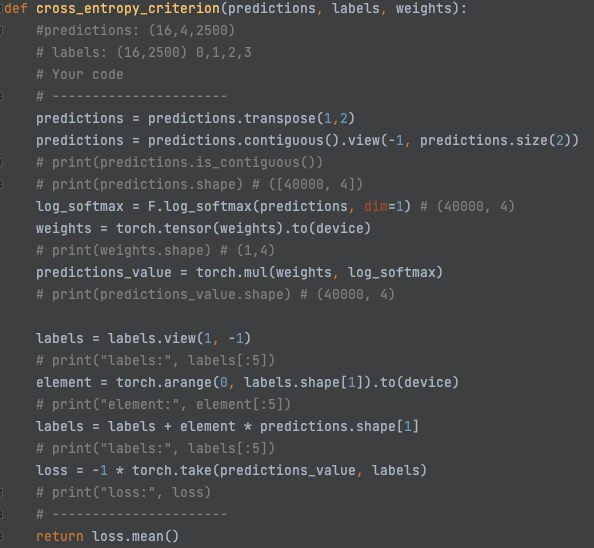 def cross_entropy_criterion(predictions, labels, weights):
    #predictions: (16,4,2500)
    # labels: (16,2500) 0,1,2,3
    # Your code
    # ----------------------
    predictions = predictions.transpose(1,2)
    predictions = predictions.contiguous().view(-1, predictions.size(2))
    # print(predictions.is_contiguous())
    # print(predictions.shape) # ([40000, 4])
    log_softmax = F.log_softmax(predictions, dim=1) # (40000, 4)
    weights = torch.tensor(weights).to(device)
    # print(weights.shape) # (1,4)
    predictions_value = torch.mul(weights, log_softmax)
    # print(predictions_value.shape) # (40000, 4)

    labels = labels.view(1, -1)
    # print("labels:", labels[:5])
    element = torch.arange(0, labels.shape[1]).to(device)
    # print("element:", element[:5])
    labels = labels + element * predictions.shape[1]
    # print("labels:", labels[:5])
    loss = -1 * torch.take(predictions_value, labels)
    # print("loss:", loss)
    # ----------------------
    return loss.mean()